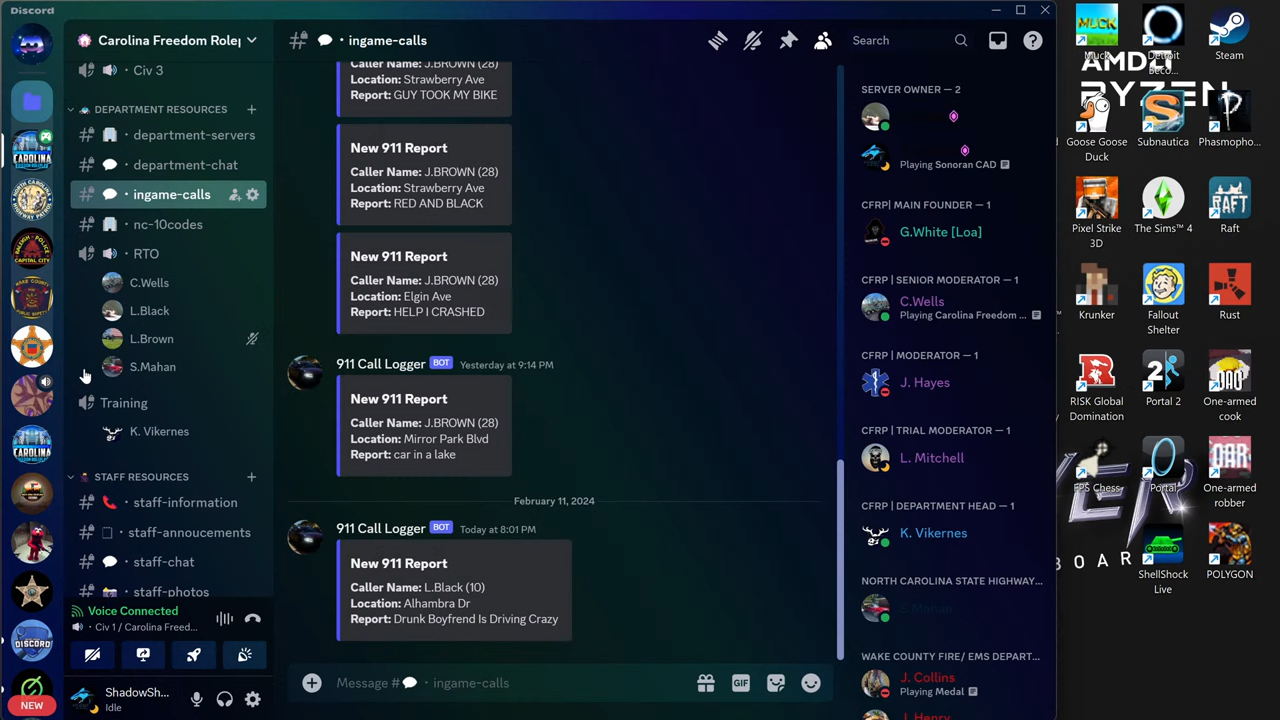 Discord
Carolina Freedom Rolep
Civ 3
DEPARTMENT RESOURCES
department-servers
department-chat
ingame-calls
nc-10codes
RTO
C.Wells
L.Black
L.Brown
S.Mahan
Training
K. Vikernes
STAFF RESOURCES
staff-information
staff-annoucements
staff-chat
staff-photos
Voice Connected
Civ 1 / Carolina Freed...
ShadowSh...
Idle
NEW
DISCORD
ingame-calls
Search
Caller Name: J.BROWN (28)
Location: Strawberry Ave
Report: GUY TOOK MY BIKE
New 911 Report
Caller Name: J.BROWN (28)
Location: Strawberry Ave
Report: RED AND BLACK
New 911 Report
Caller Name: J.BROWN (28)
Location: Elgin Ave
Report: HELP I CRASHED
911 Call Logger BOT Yesterday at 9:14 PM
New 911 Report
Caller Name: J.BROWN (28)
Location: Mirror Park Blvd
Report: car in a lake
February 11, 2024
911 Call Logger BOT Today at 8:01 PM
New 911 Report
Caller Name: L.Black (10)
Location: Alhambra Dr
Report: Drunk Boyfrend Is Driving Crazy
Message # ingame-calls
GIF
SERVER OWNER — 2
Playing Sonoran CAD
CFRP| MAIN FOUNDER — 1
G.White [Loa]
CFRP | SENIOR MODERATOR — 1
C.Wells
Playing Carolina Freedom ...
CFRP | MODERATOR — 1
J. Hayes
CFRP | TRIAL MODERATOR — 1
L. Mitchell
CFRP | DEPARTMENT HEAD — 1
K. Vikernes
NORTH CAROLINA STATE HIGHWAY...
S.Mahan
WAKE COUNTY FIRE/ EMS DEPART...
J. Collins
Playing Medal
J. Henry
Muck
Detroit Beco...
Steam
AMD
RYZEN
Goose Goose Duck
Subnautica
Phasmopho...
Pixel Strike 3D
The Sims™ 4
Raft
Krunker
Fallout Shelter
Rust
RISK Global Domination
Portal 2
One-armed cook
FPS Chess
Portal
One-armed robber
ShellShock Live
POLYGON